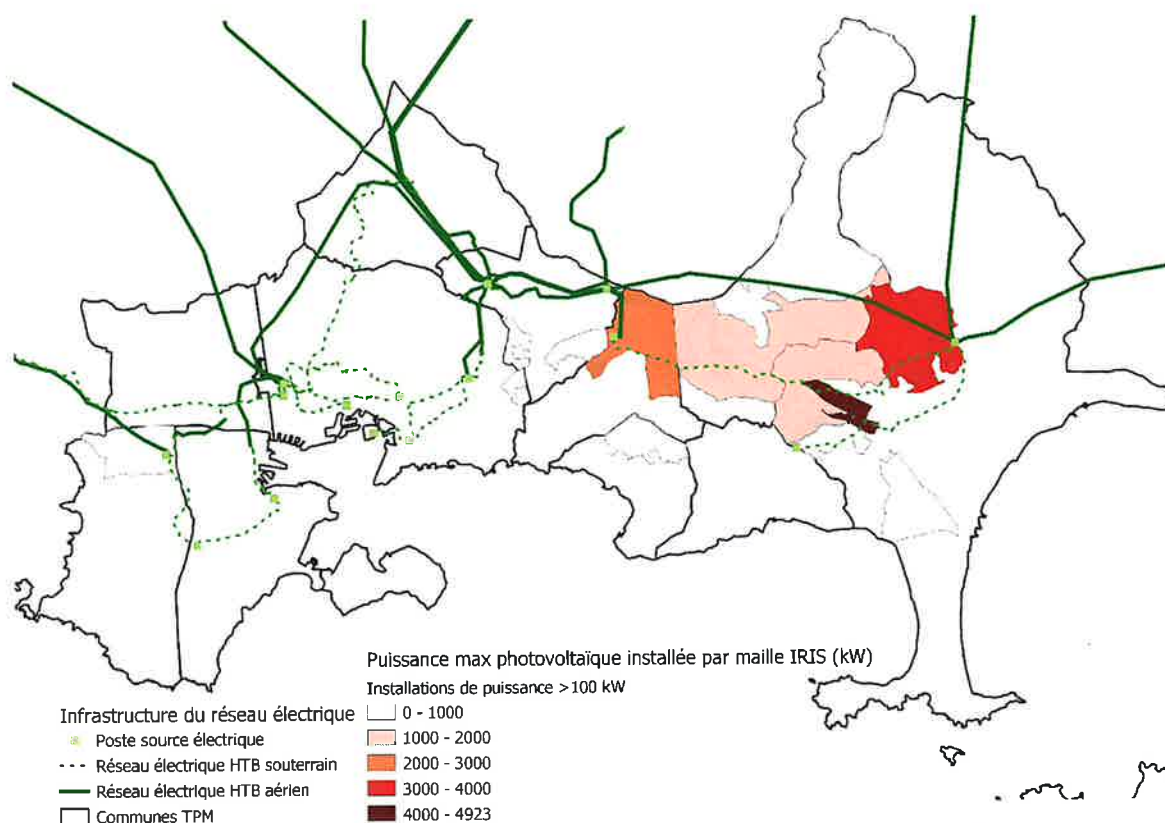 Puissance max photovoltaïque installée par maille IRIS (kW)
Installations de puissance >100 kW
0 - 1000
1000 - 2000
2000 - 3000
3000 - 4000
4000 - 4923
Infrastructure du réseau électrique
Poste source électrique
Réseau électrique HTB souterrain
Réseau électrique HTB aérien
Communes TPM